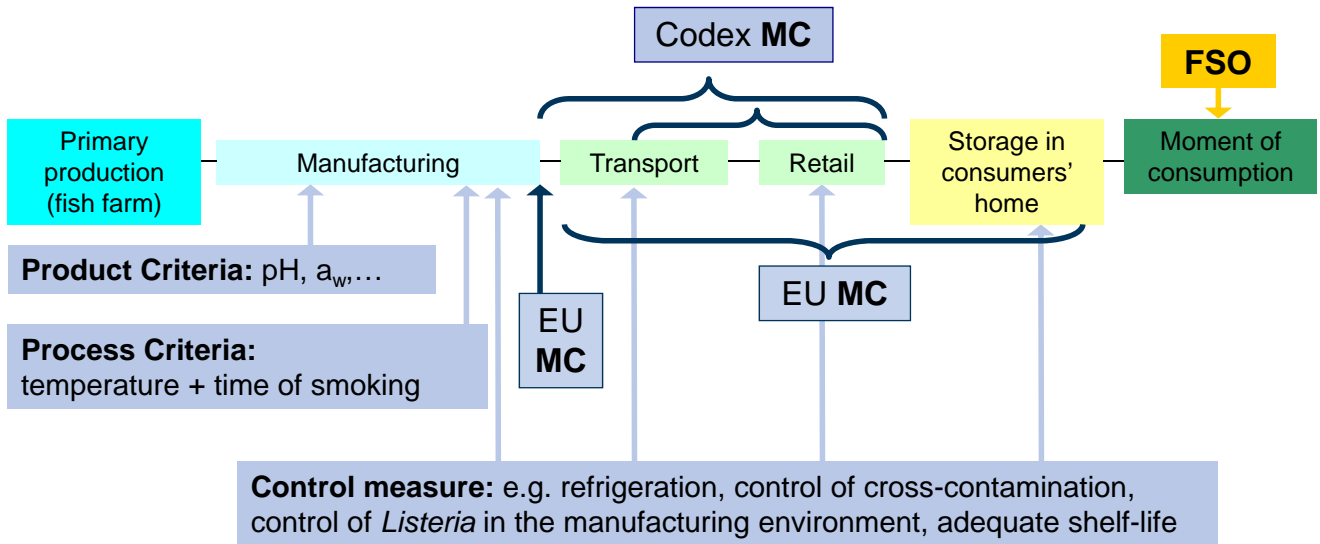 Codex MC
FSO
Primary
production
(fish farm)
Manufacturing
Transport
Retail
Storage in
consumers’
home
Moment of
consumption
Product Criteria: pH, aw,…
EU
MC
EU MC
Process Criteria:
temperature + time of smoking
Control measure: e.g. refrigeration, control of cross-contamination,
control of Listeria in the manufacturing environment, adequate shelf-life